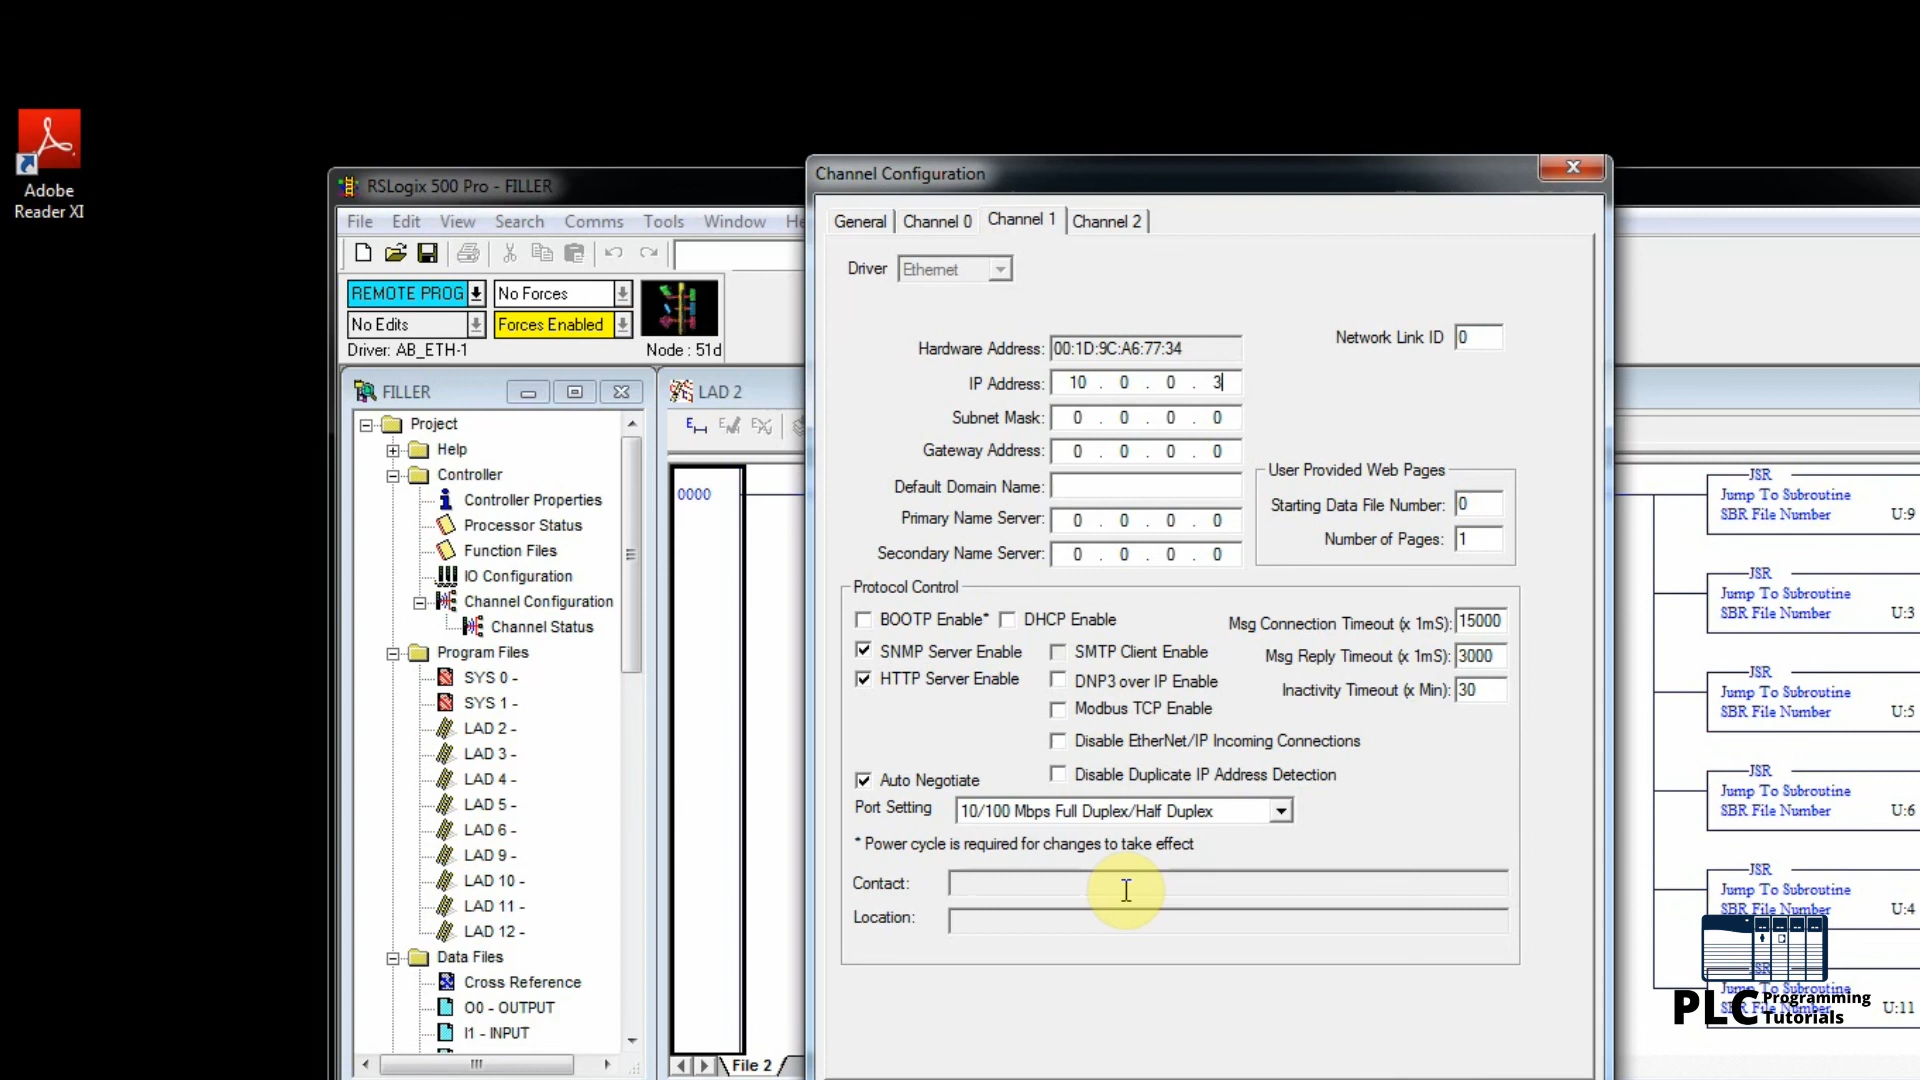 Adobe
Reader XI
RSLogix 500 Pro - FILLER
File Edit View Search Comms Tools Window He
REMOTE PROG No Forces
No Edits Forces Enabled
Driver: AB_ETH-1 Node : 51d
FILLER
Project
Help
Controller
Controller Properties
Processor Status
Function Files
IO Configuration
Channel Configuration
Channel Status
Program Files
SYS 0 -
SYS 1 -
LAD 2 -
LAD 3 -
LAD 4 -
LAD 5 -
LAD 6 -
LAD 9 -
LAD 10 -
LAD 11 -
LAD 12 -
Data Files
Cross Reference
O0 - OUTPUT
I1 - INPUT
LAD 2
0000
File 2
Channel Configuration
General Channel 0 Channel 1 Channel 2
Driver Ethernet
Hardware Address: 00:1D:9C:A6:77:34
IP Address: 10 . 0 . 0 . 3
Subnet Mask: 0 . 0 . 0 . 0
Gateway Address: 0 . 0 . 0 . 0
Default Domain Name:
Primary Name Server: 0 . 0 . 0 . 0
Secondary Name Server: 0 . 0 . 0 . 0
Network Link ID 0
User Provided Web Pages
Starting Data File Number: 0
Number of Pages: 1
Protocol Control
BOOTP Enable* DHCP Enable
SNMP Server Enable SMTP Client Enable
HTTP Server Enable DNP3 over IP Enable
Modbus TCP Enable
Disable EtherNet/IP Incoming Connections
Auto Negotiate Disable Duplicate IP Address Detection
Msg Connection Timeout (x 1mS): 15000
Msg Reply Timeout (x 1mS): 3000
Inactivity Timeout (x Min): 30
Port Setting 10/100 Mbps Full Duplex/Half Duplex
* Power cycle is required for changes to take effect
Contact:
Location:
JSR
Jump To Subroutine
SBR File Number U:9
JSR
Jump To Subroutine
SBR File Number U:3
JSR
Jump To Subroutine
SBR File Number U:5
JSR
Jump To Subroutine
SBR File Number U:6
JSR
Jump To Subroutine
SBR File Number U:4
JSR
Jump To Subroutine
SBR File Number U:11
PLC Programming
Tutorials